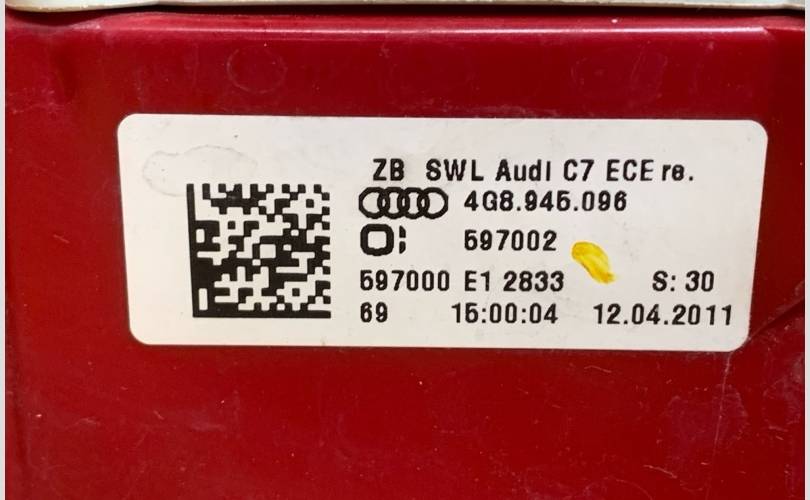 ZB SWL Audi C7 ECE re.
4G8.945.096
597002
597000 E1 2833 S: 30
69 15:00:04 12.04.2011